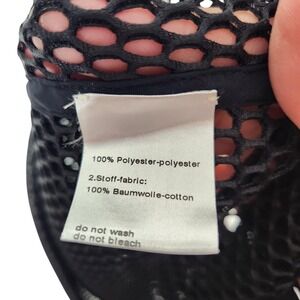 100% Polyester-polyester
2.Stoff-fabric:
100% Baumwolle-cotton
do not wash
do not bleach